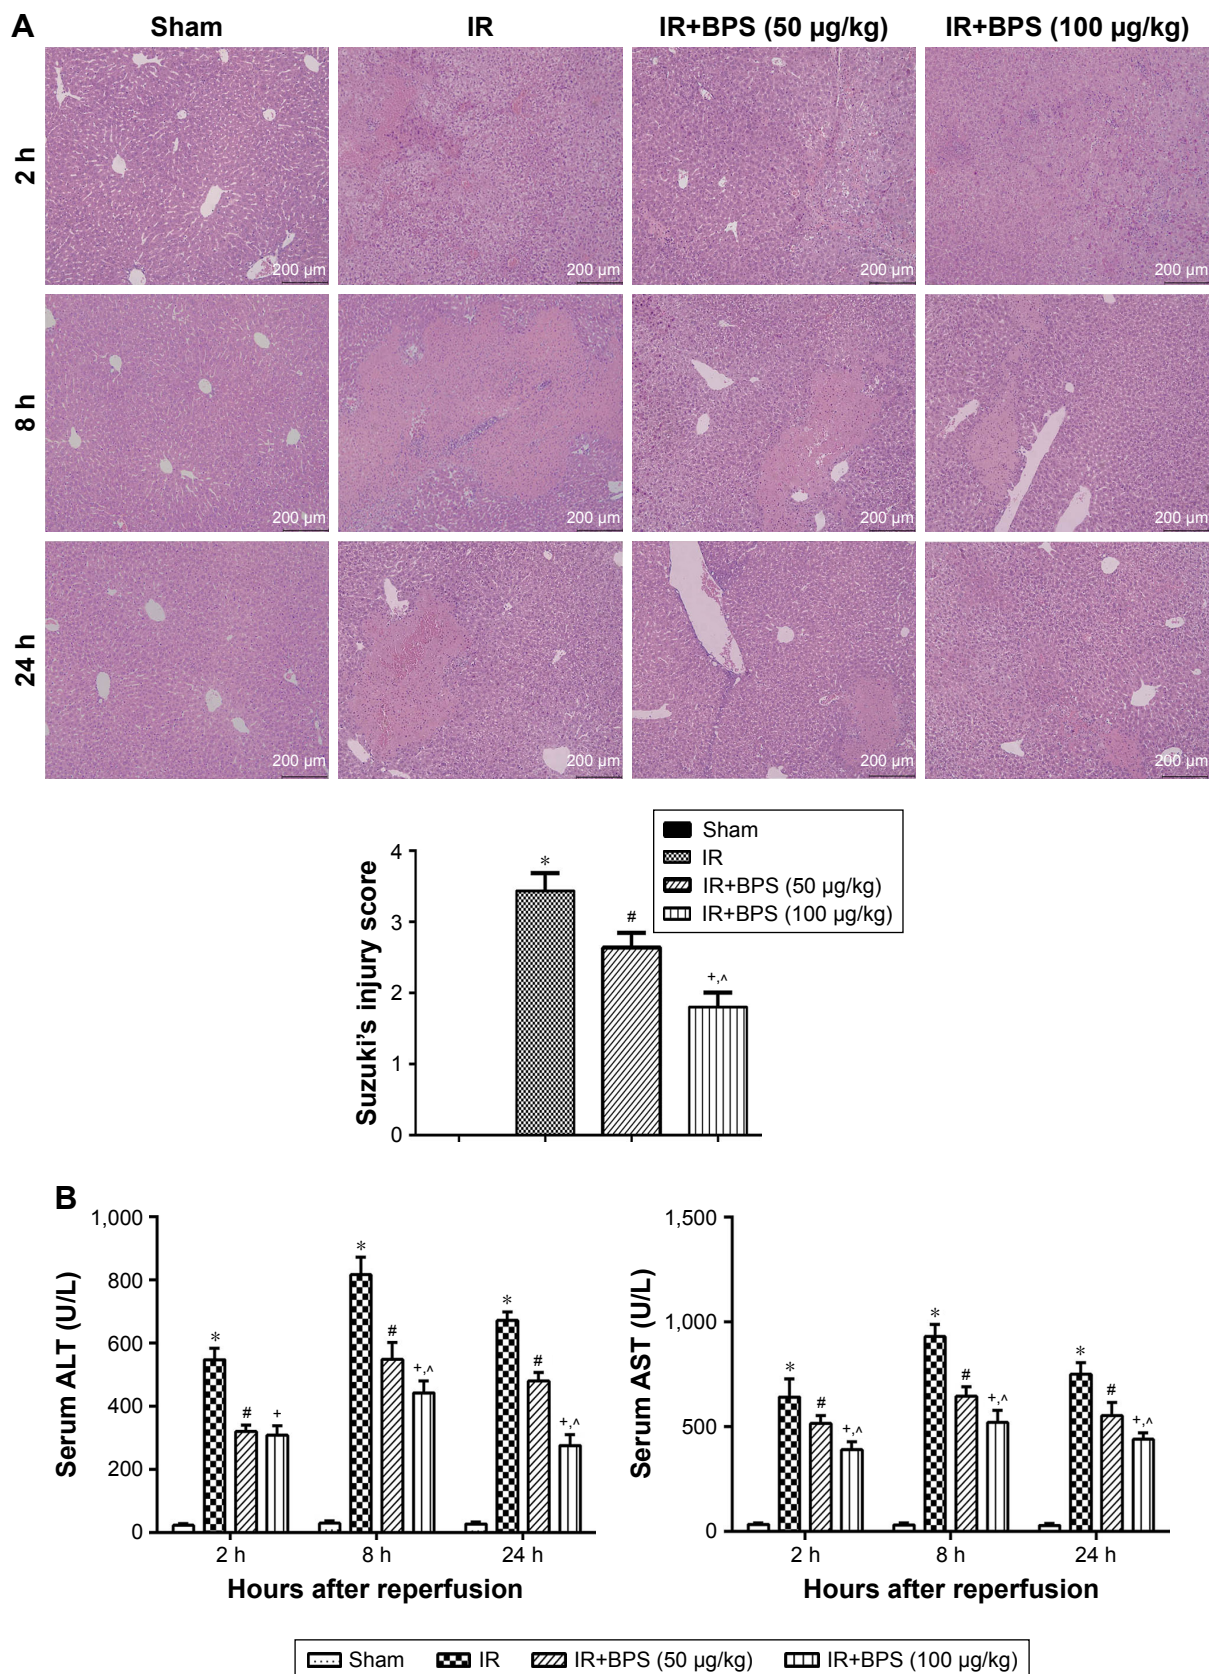 A
Sham IR IR+BPS (50 µg/kg) IR+BPS (100 µg/kg)
2 h
200 µm 200 µm 200 µm 200 µm
8 h
200 µm 200 µm 200 µm 200 µm
24 h
200 µm 200 µm 200 µm 200 µm
Sham
IR
IR+BPS (50 µg/kg)
IR+BPS (100 µg/kg)
Suzuki's injury score
4
3
2
1
0
*
#
+,^
B
Serum ALT (U/L)
1,000
800
600
400
200
0
* # +
* # +,^
* # +,^
2 h 8 h 24 h
Hours after reperfusion
Serum AST (U/L)
1,500
1,000
500
0
* # +,^
* # +,^
* # +,^
2 h 8 h 24 h
Hours after reperfusion
Sham IR IR+BPS (50 µg/kg) IR+BPS (100 µg/kg)